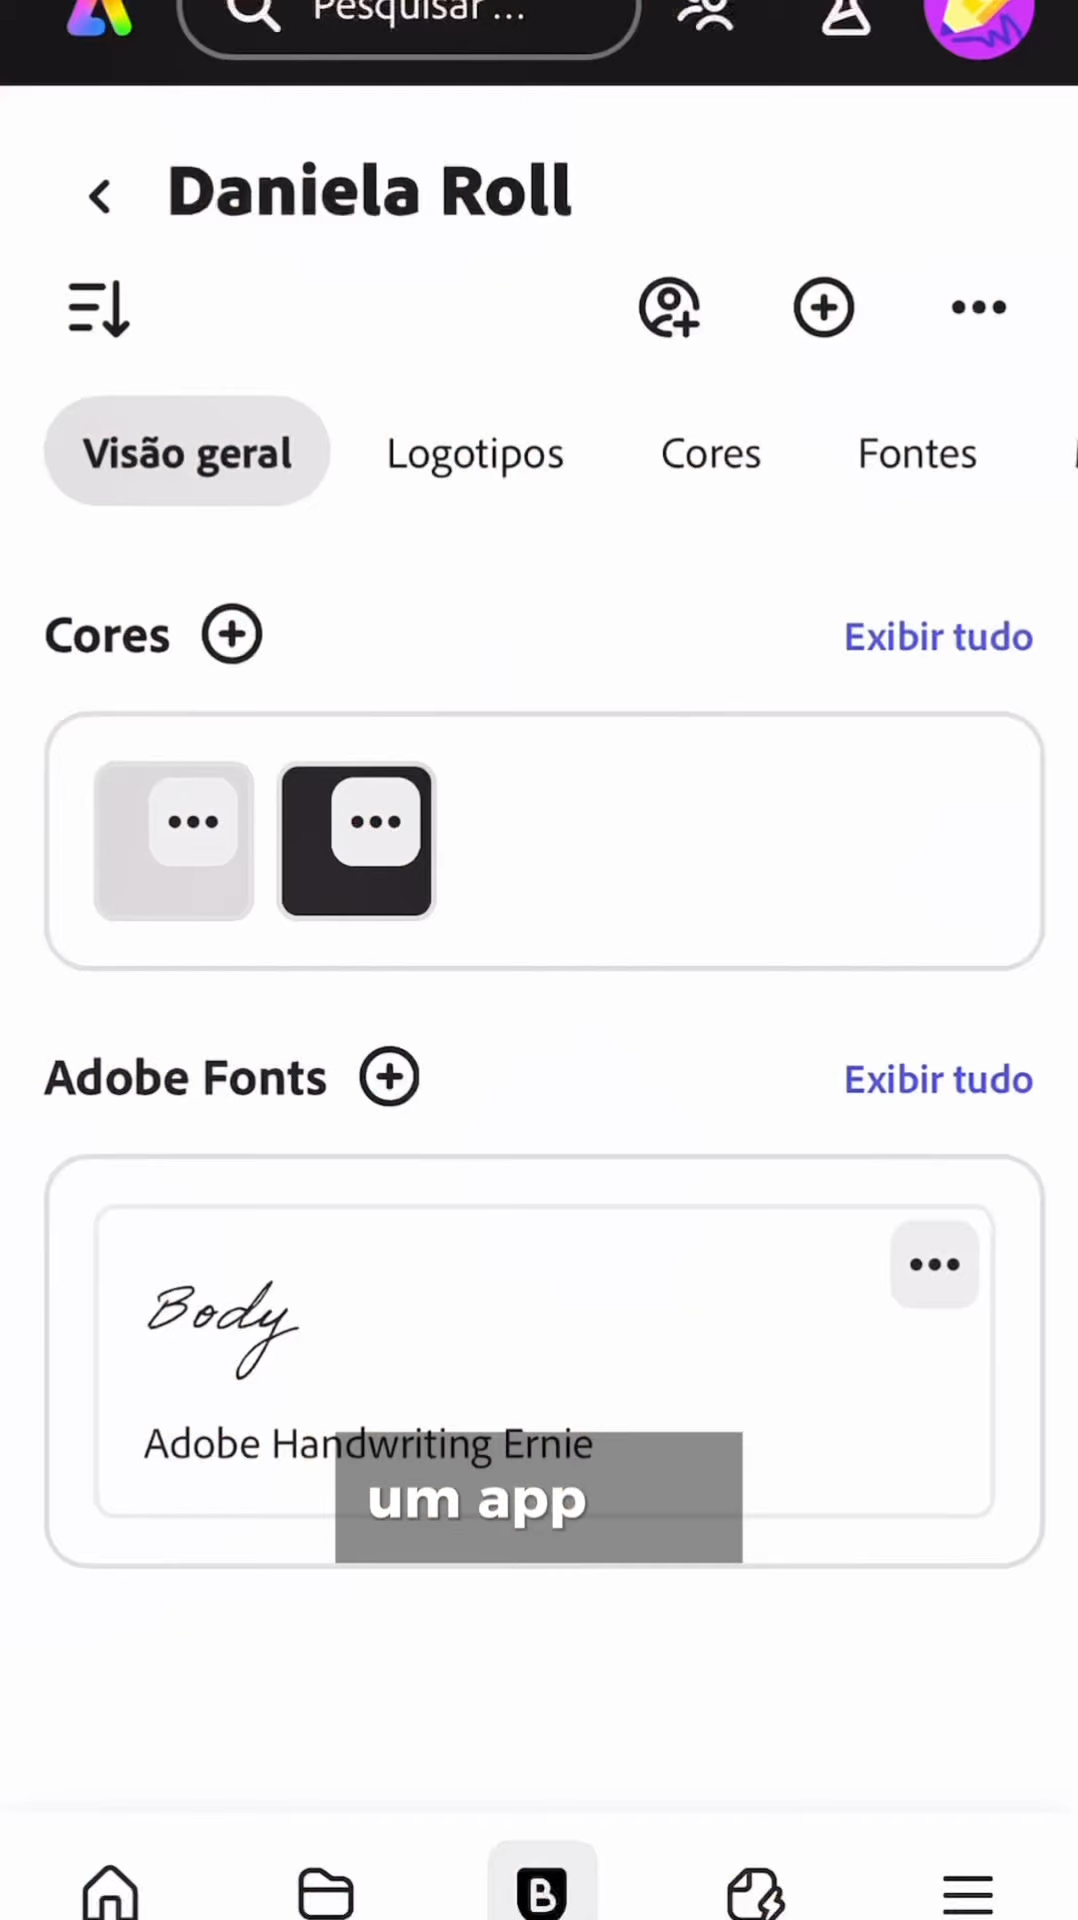 Pesquisar ...
Daniela Roll
Visão geral
Logotipos
Cores
Fontes
Cores
Exibir tudo
Adobe Fonts
Exibir tudo
Body
Adobe Handwriting Ernie
um app
B